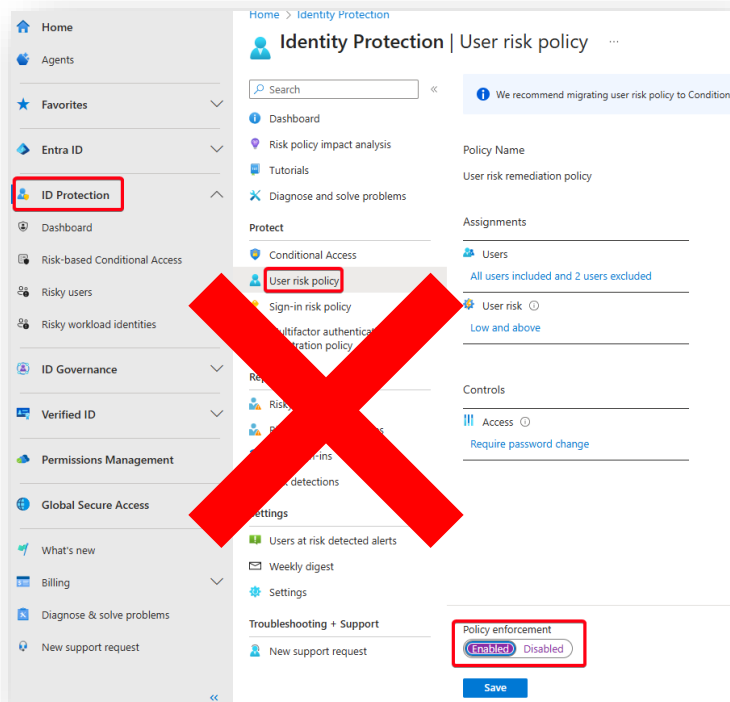 Home
Agents
Favorites
Entra ID
ID Protection
Dashboard
Risk-based Conditional Access
Risky users
Risky workload identities
ID Governance
Verified ID
Permissions Management
Global Secure Access
What's new
Billing
Diagnose & solve problems
New support request
«
Home > Identity Protection
Identity Protection | User risk policy ...
Search «
Dashboard
Risk policy impact analysis
Tutorials
Diagnose and solve problems
Protect
Conditional Access
User risk policy
Sign-in risk policy
Settings
Users at risk detected alerts
Weekly digest
Settings
Troubleshooting + Support
New support request
We recommend migrating user risk policy to Condition
Policy Name
User risk remediation policy
Assignments
Users
All users included and 2 users excluded
User risk
Low and above
Controls
Access
Require password change
Policy enforcement
Enabled Disabled
Save